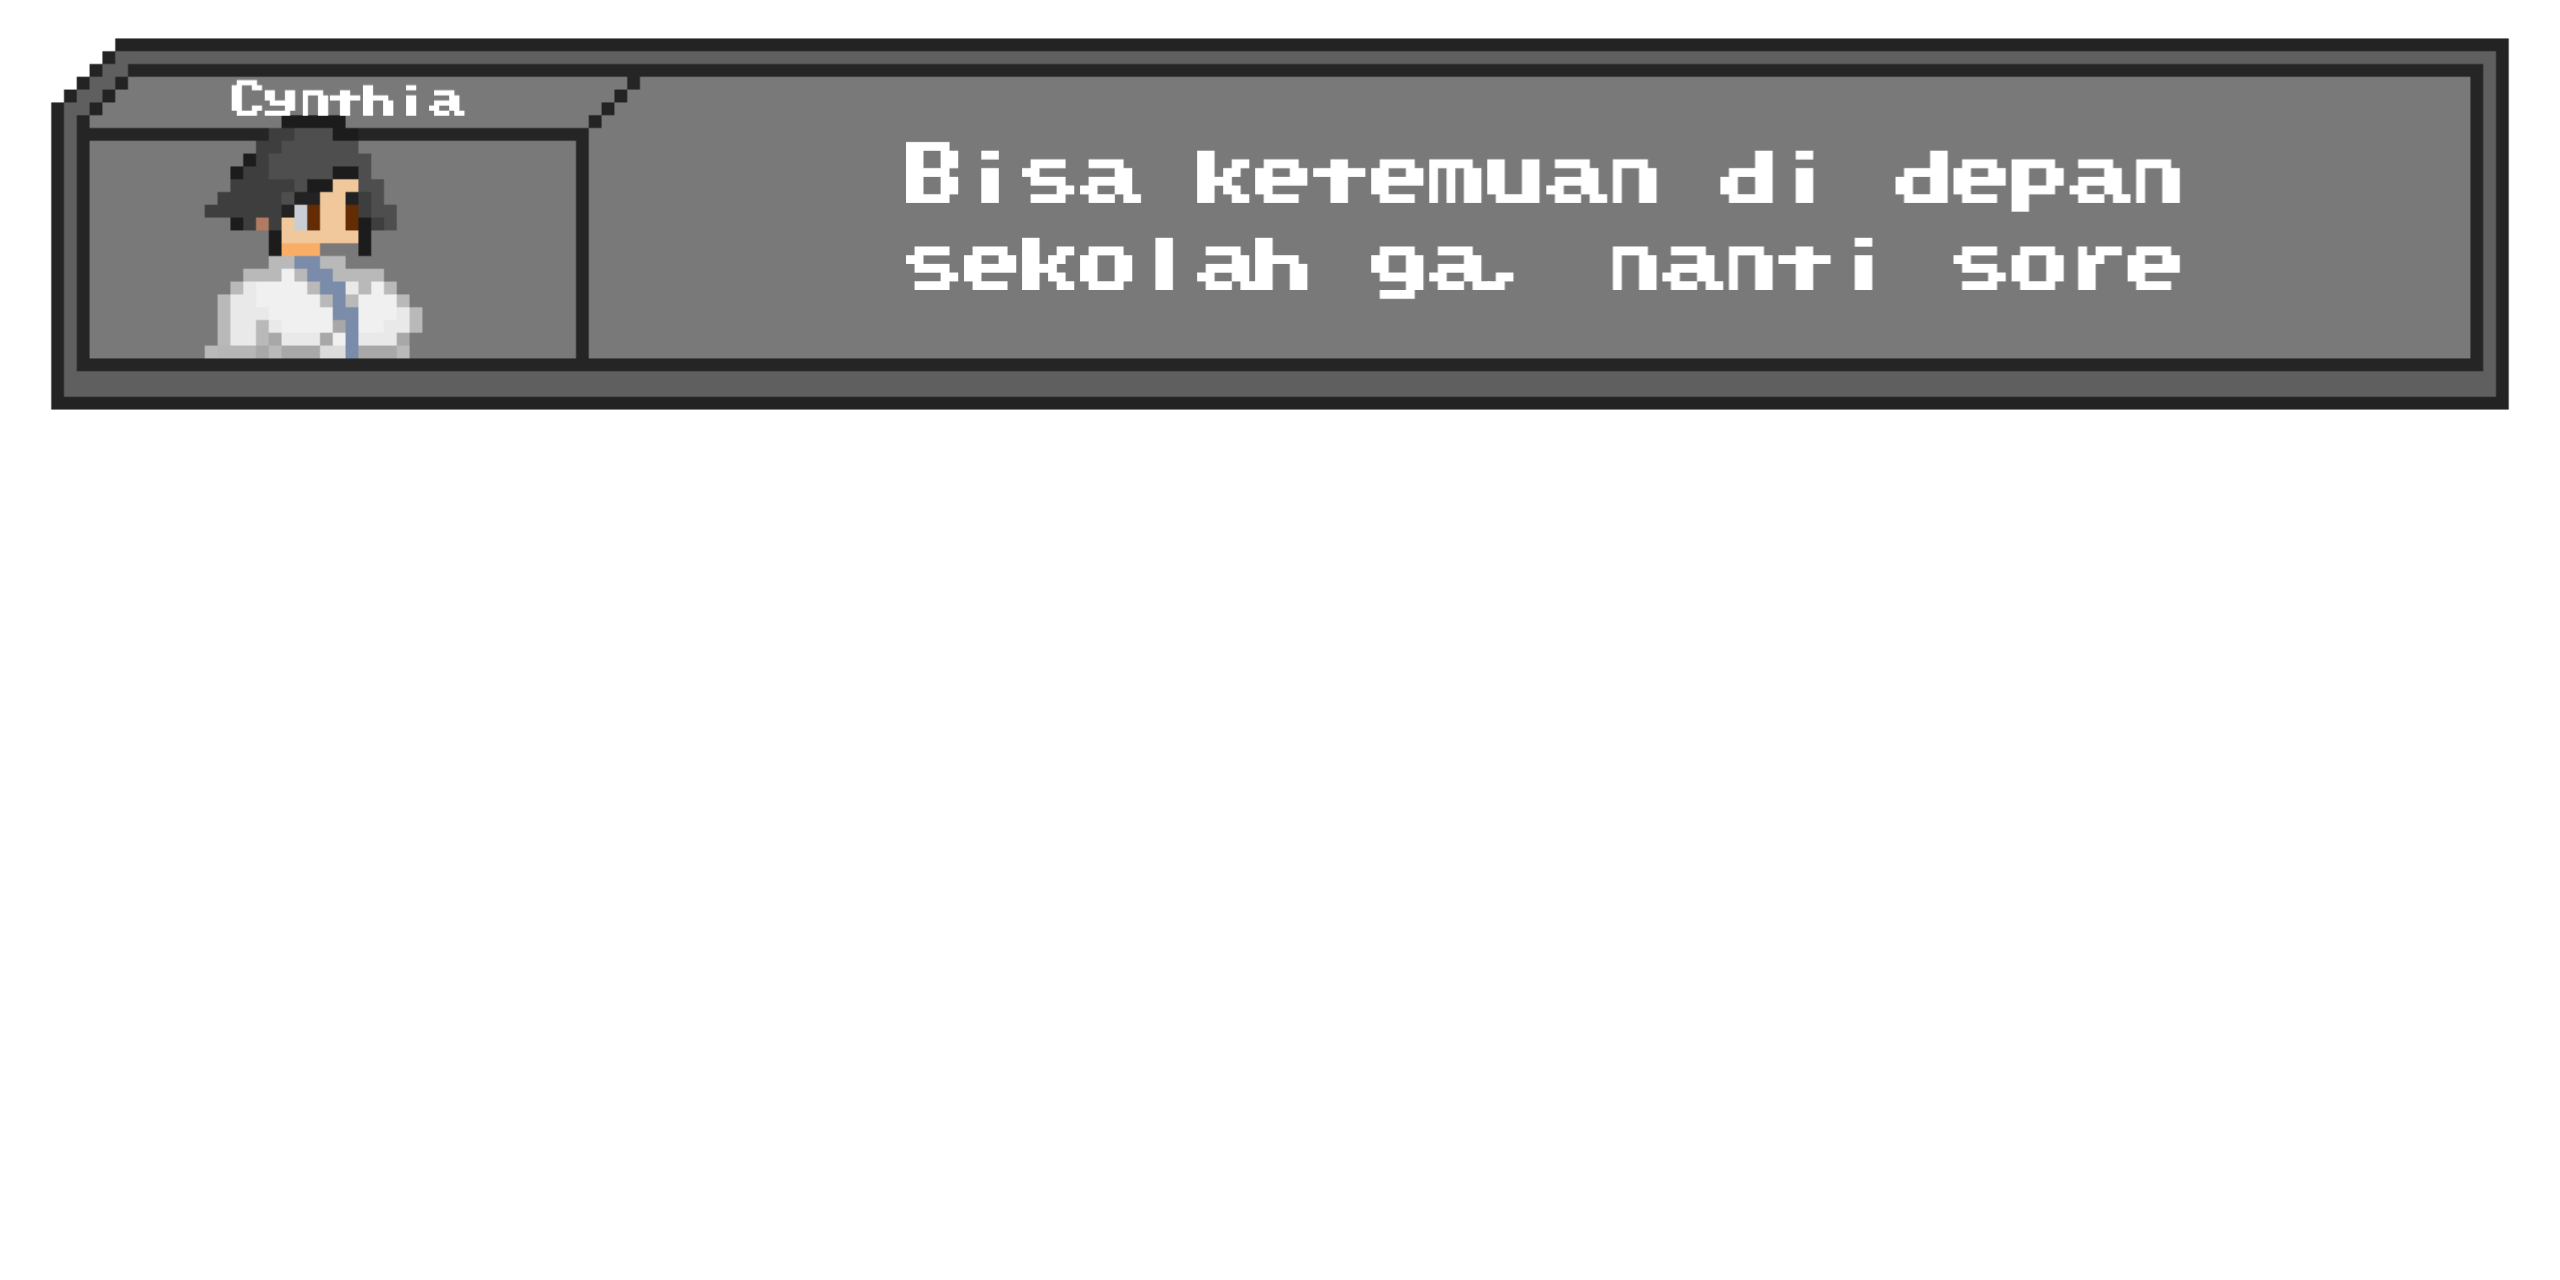 Cynthia
Bisa ketemuan di depan
sekolah ga, nanti sore